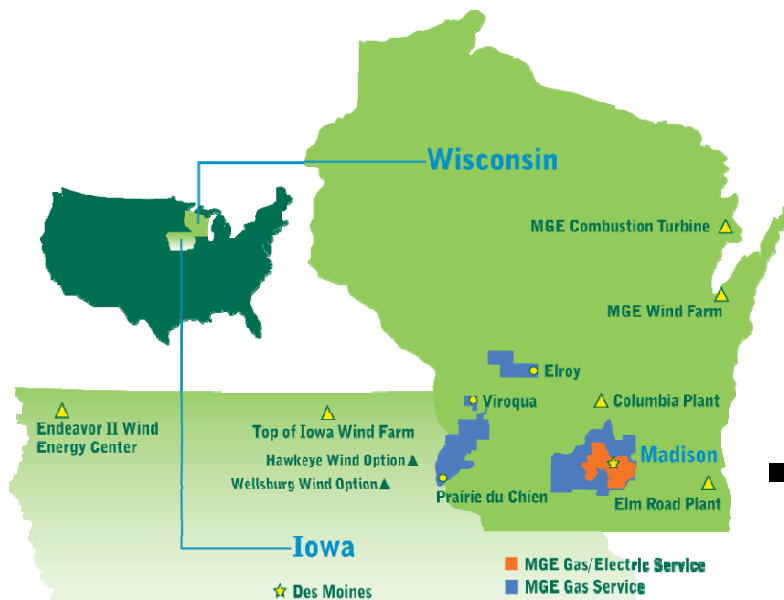 Wisconsin
MGE Combustion Turbine
MGE Wind Farm
Elroy
Viroqua
Columbia Plant
Endeavor II Wind
Energy Center
Top of Iowa Wind Farm
Hawkeye Wind Option
Wellsburg Wind Option
Madison
Prairie du Chien
Elm Road Plant
Iowa
MGE Gas/Electric Service
MGE Gas Service
Des Moines